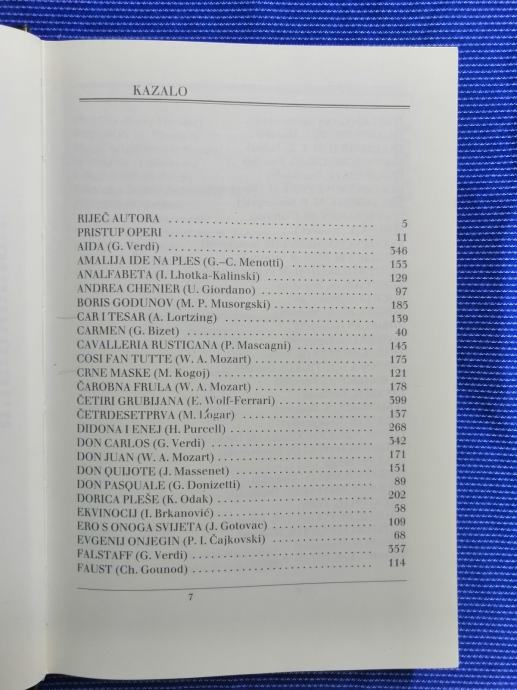 KAZALO
RIJEČ AUTORA 5
PRISTUP OPERI 11
AIDA (G. Verdi) 346
AMALIJA IDE NA PLES (G.–C. Menotti) 155
ANALFABETA (I. Lhotka-Kalinski) 129
ANDREA CHENIER (U. Giordano) 97
BORIS GODUNOV (M. P. Musorgski) 185
CAR I TESAR (A. Lortzing) 139
CARMEN (G. Bizet) 40
CAVALLERIA RUSTICANA (P. Mascagni) 145
COSI FAN TUTTE (W. A. Mozart) 175
CRNE MASKE (M. Kogoj) 121
ČAROBNA FRULA (W. A. Mozart) 178
ČETIRI GRUBIJANA (E. Wolf-Ferrari) 399
ČETRDESETPRVA (M. Logar) 137
DIDONA I ENEJ (H. Purcell) 268
DON CARLOS (G. Verdi) 342
DON JUAN (W. A. Mozart) 171
DON QUIJOTE (J. Massenet) 151
DON PASQUALE (G. Donizetti) 89
DORICA PLEŠE (K. Odak) 202
EKVINOCIJ (I. Brkanović) 38
ERO S ONOGA SVIJETA (J. Gotovac) 109
EVGENIJ ONJEGIN (P. I. Čajkovski) 68
FALSTAFF (G. Verdi) 357
FAUST (Ch. Gounod) 114
7